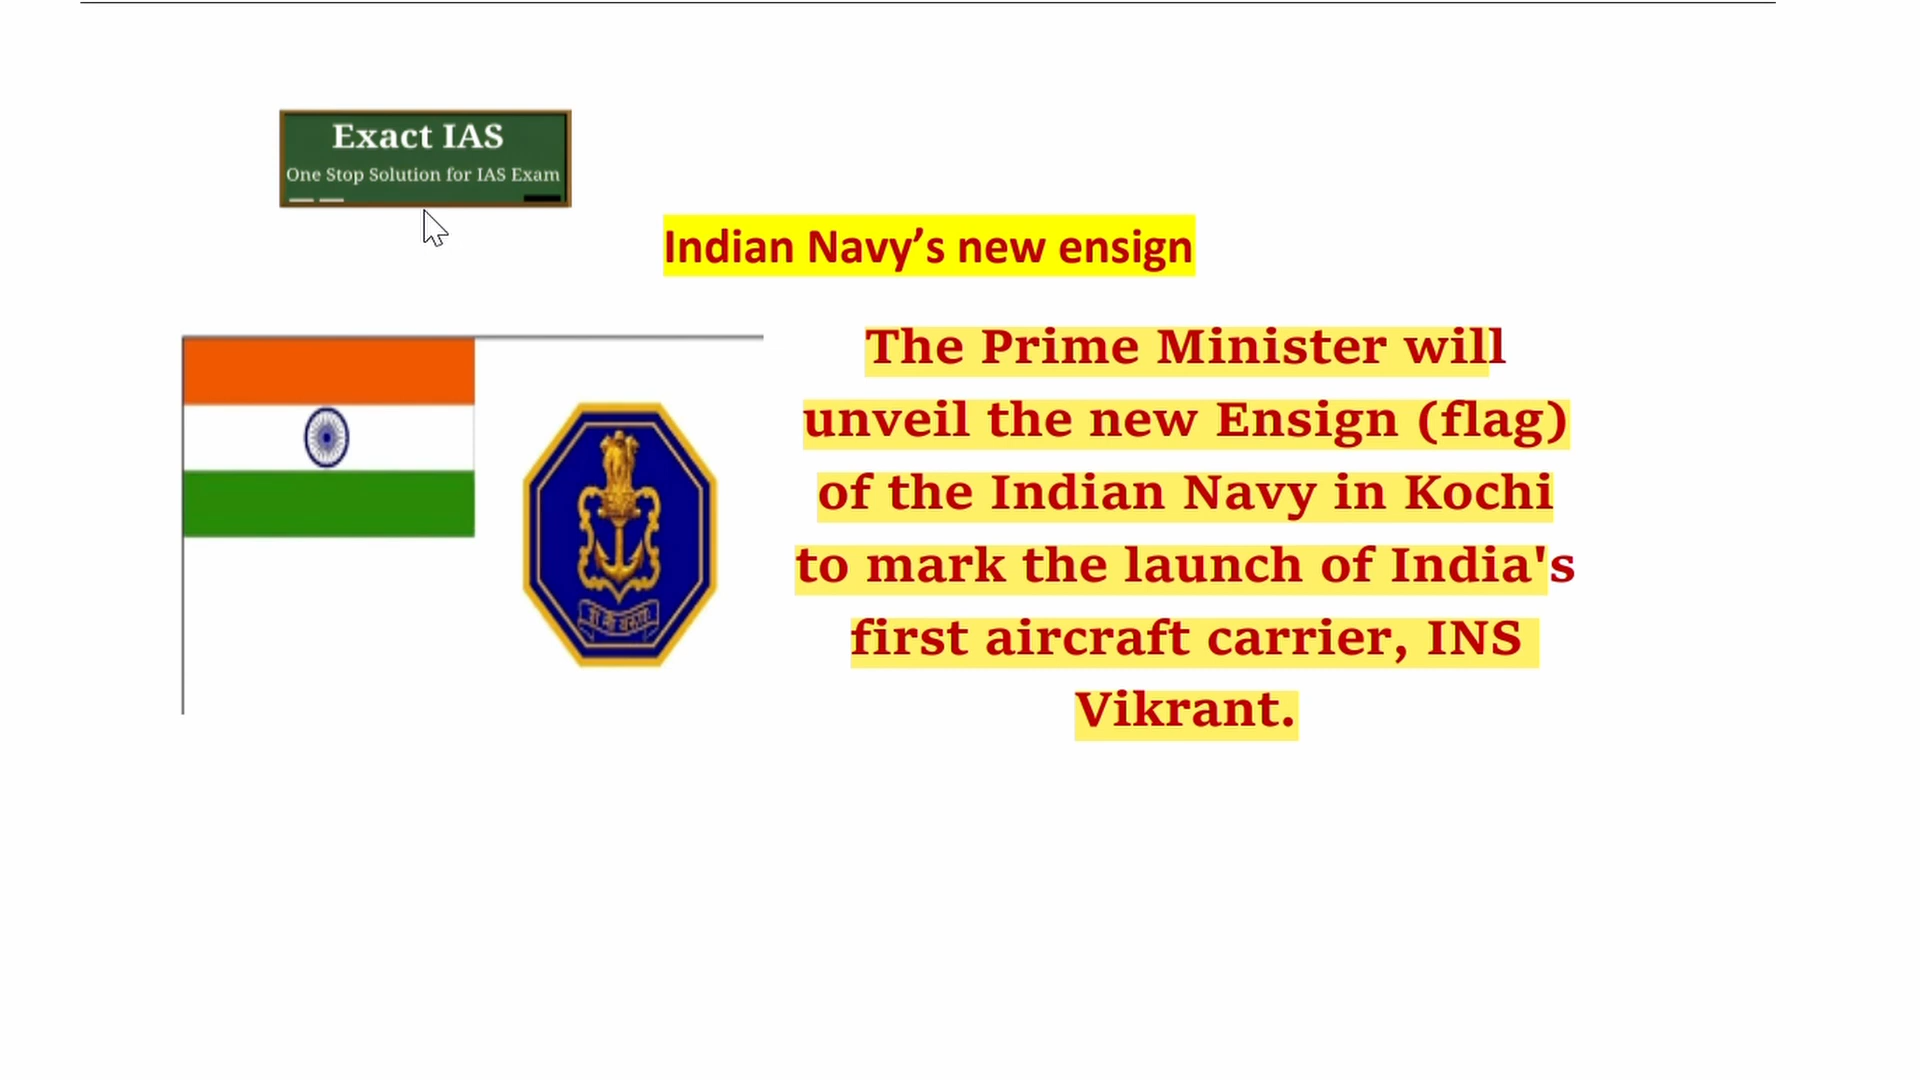 Exact IAS
One Stop Solution for IAS Exam
Indian Navy’s new ensign
The Prime Minister will
unveil the new Ensign (flag)
of the Indian Navy in Kochi
to mark the launch of India's
first aircraft carrier, INS
Vikrant.